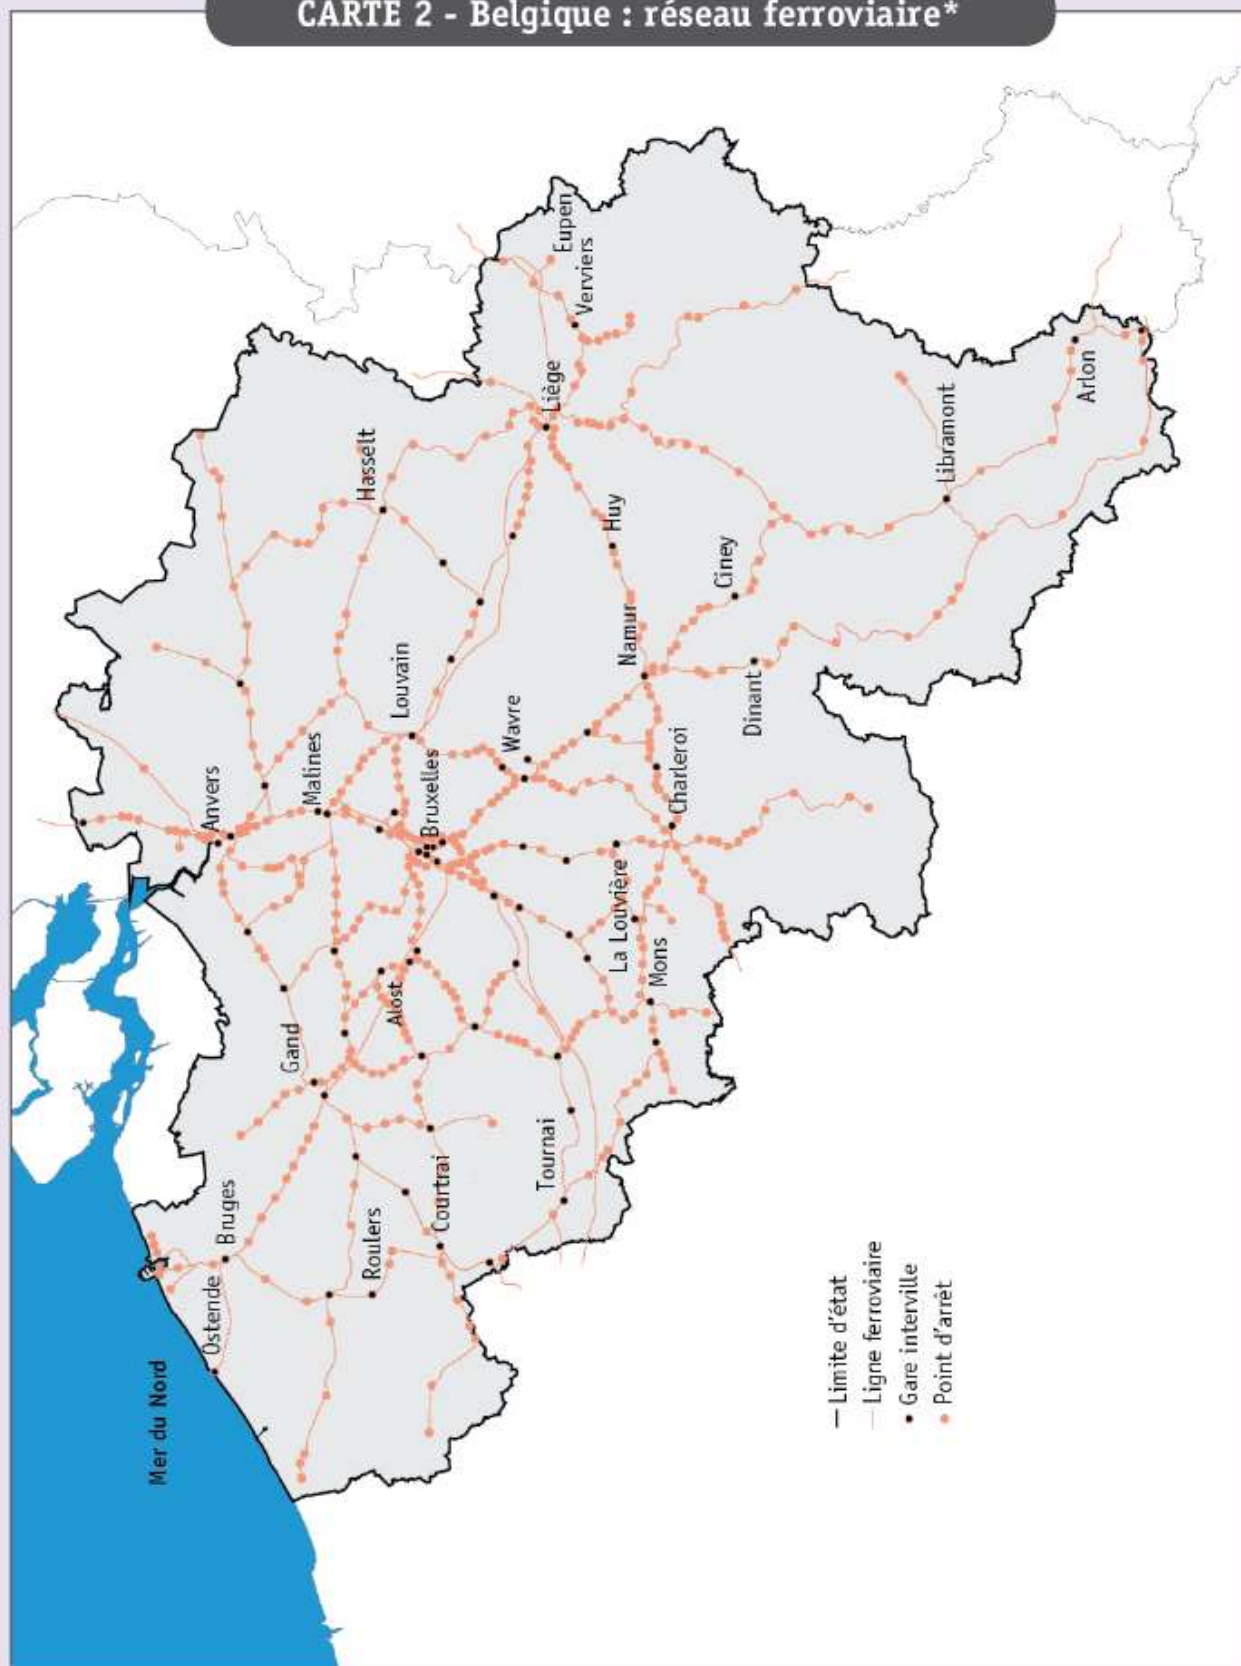 CARTE 2 - Belgique : réseau ferroviaire*
Mer du Nord
Ostende
Bruges
Gand
Anvers
Malines
Hasselt
Louvain
Roulers
Alost
Bruxelles
Courtrai
Wavre
Liège
Eupen
Verviers
Tournai
Huy
Namur
La Louvière
Mons
Charleroi
Ciney
Dinant
Libramont
Arlon
Limite d'état
Ligne ferroviaire
Gare interville
Point d'arrêt